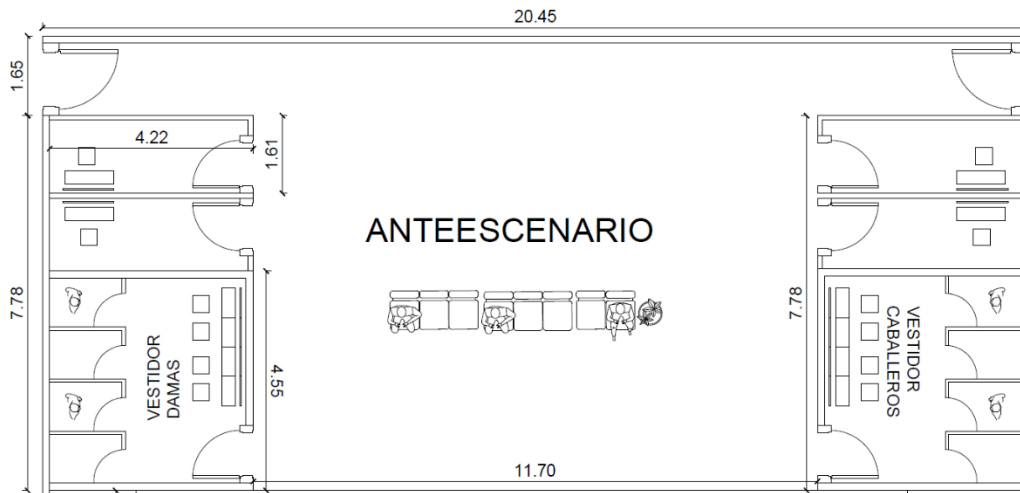 20.45
1.65
4.22
1.61
ANTEESCENARIO
7.78
7.78
VESTIDOR
DAMAS
4.55
VESTIDOR
CABALLEROS
11.70